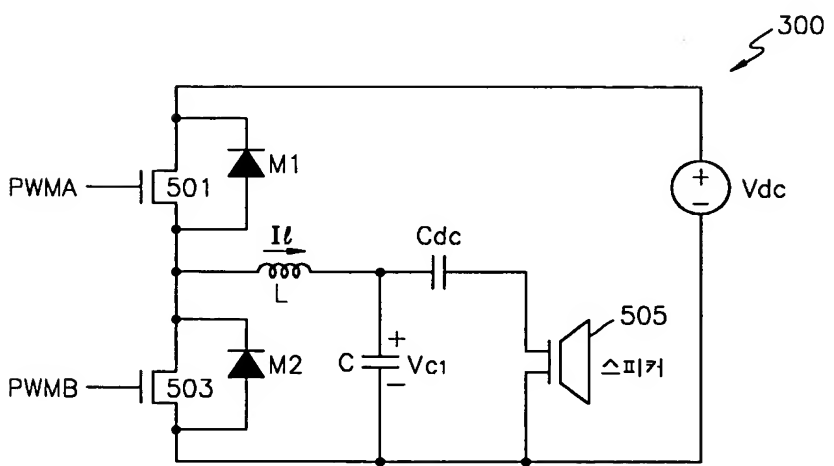 300
M1
PWMA
501
Vdc
+
-
Iℓ
Cdc
L
505
M2
+
C
Vc1
-
스피커
PWMB
503